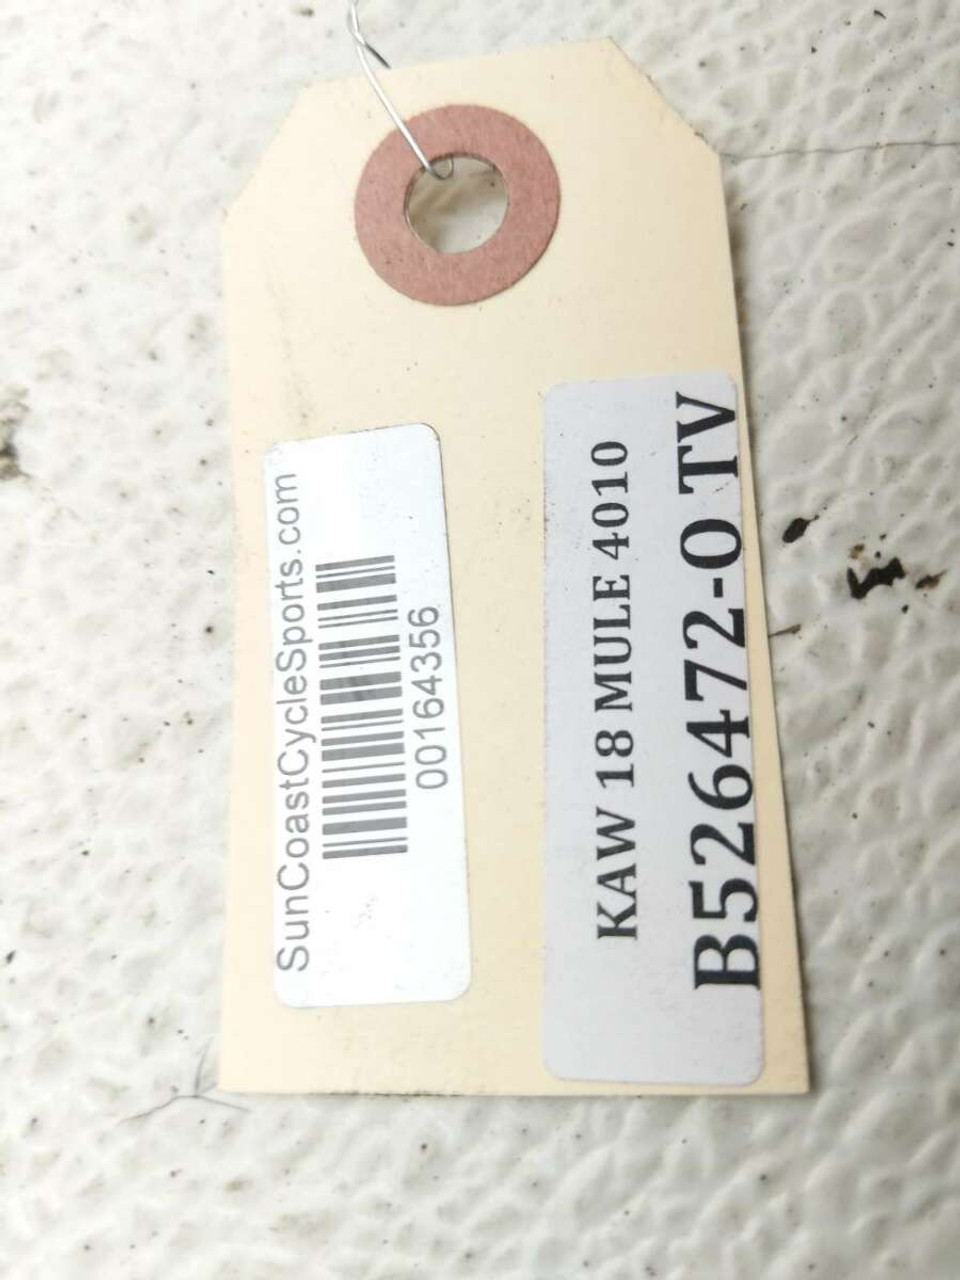 SunCoastCycleSports.com
00164356
KAW 18 MULE 4010
B526472-0 TV